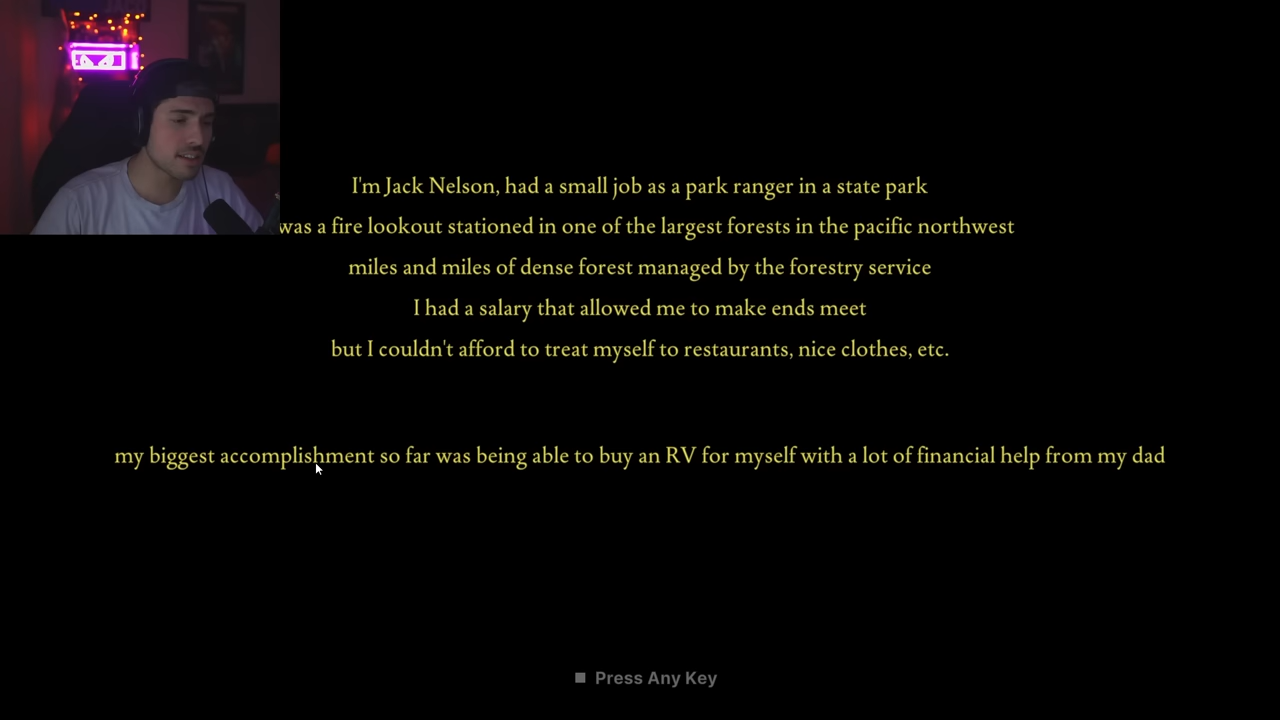 I'm Jack Nelson, had a small job as a park ranger in a state park
was a fire lookout stationed in one of the largest forests in the pacific northwest
miles and miles of dense forest managed by the forestry service
I had a salary that allowed me to make ends meet
but I couldn't afford to treat myself to restaurants, nice clothes, etc.
my biggest accomplishment so far was being able to buy an RV for myself with a lot of financial help from my dad
Press Any Key